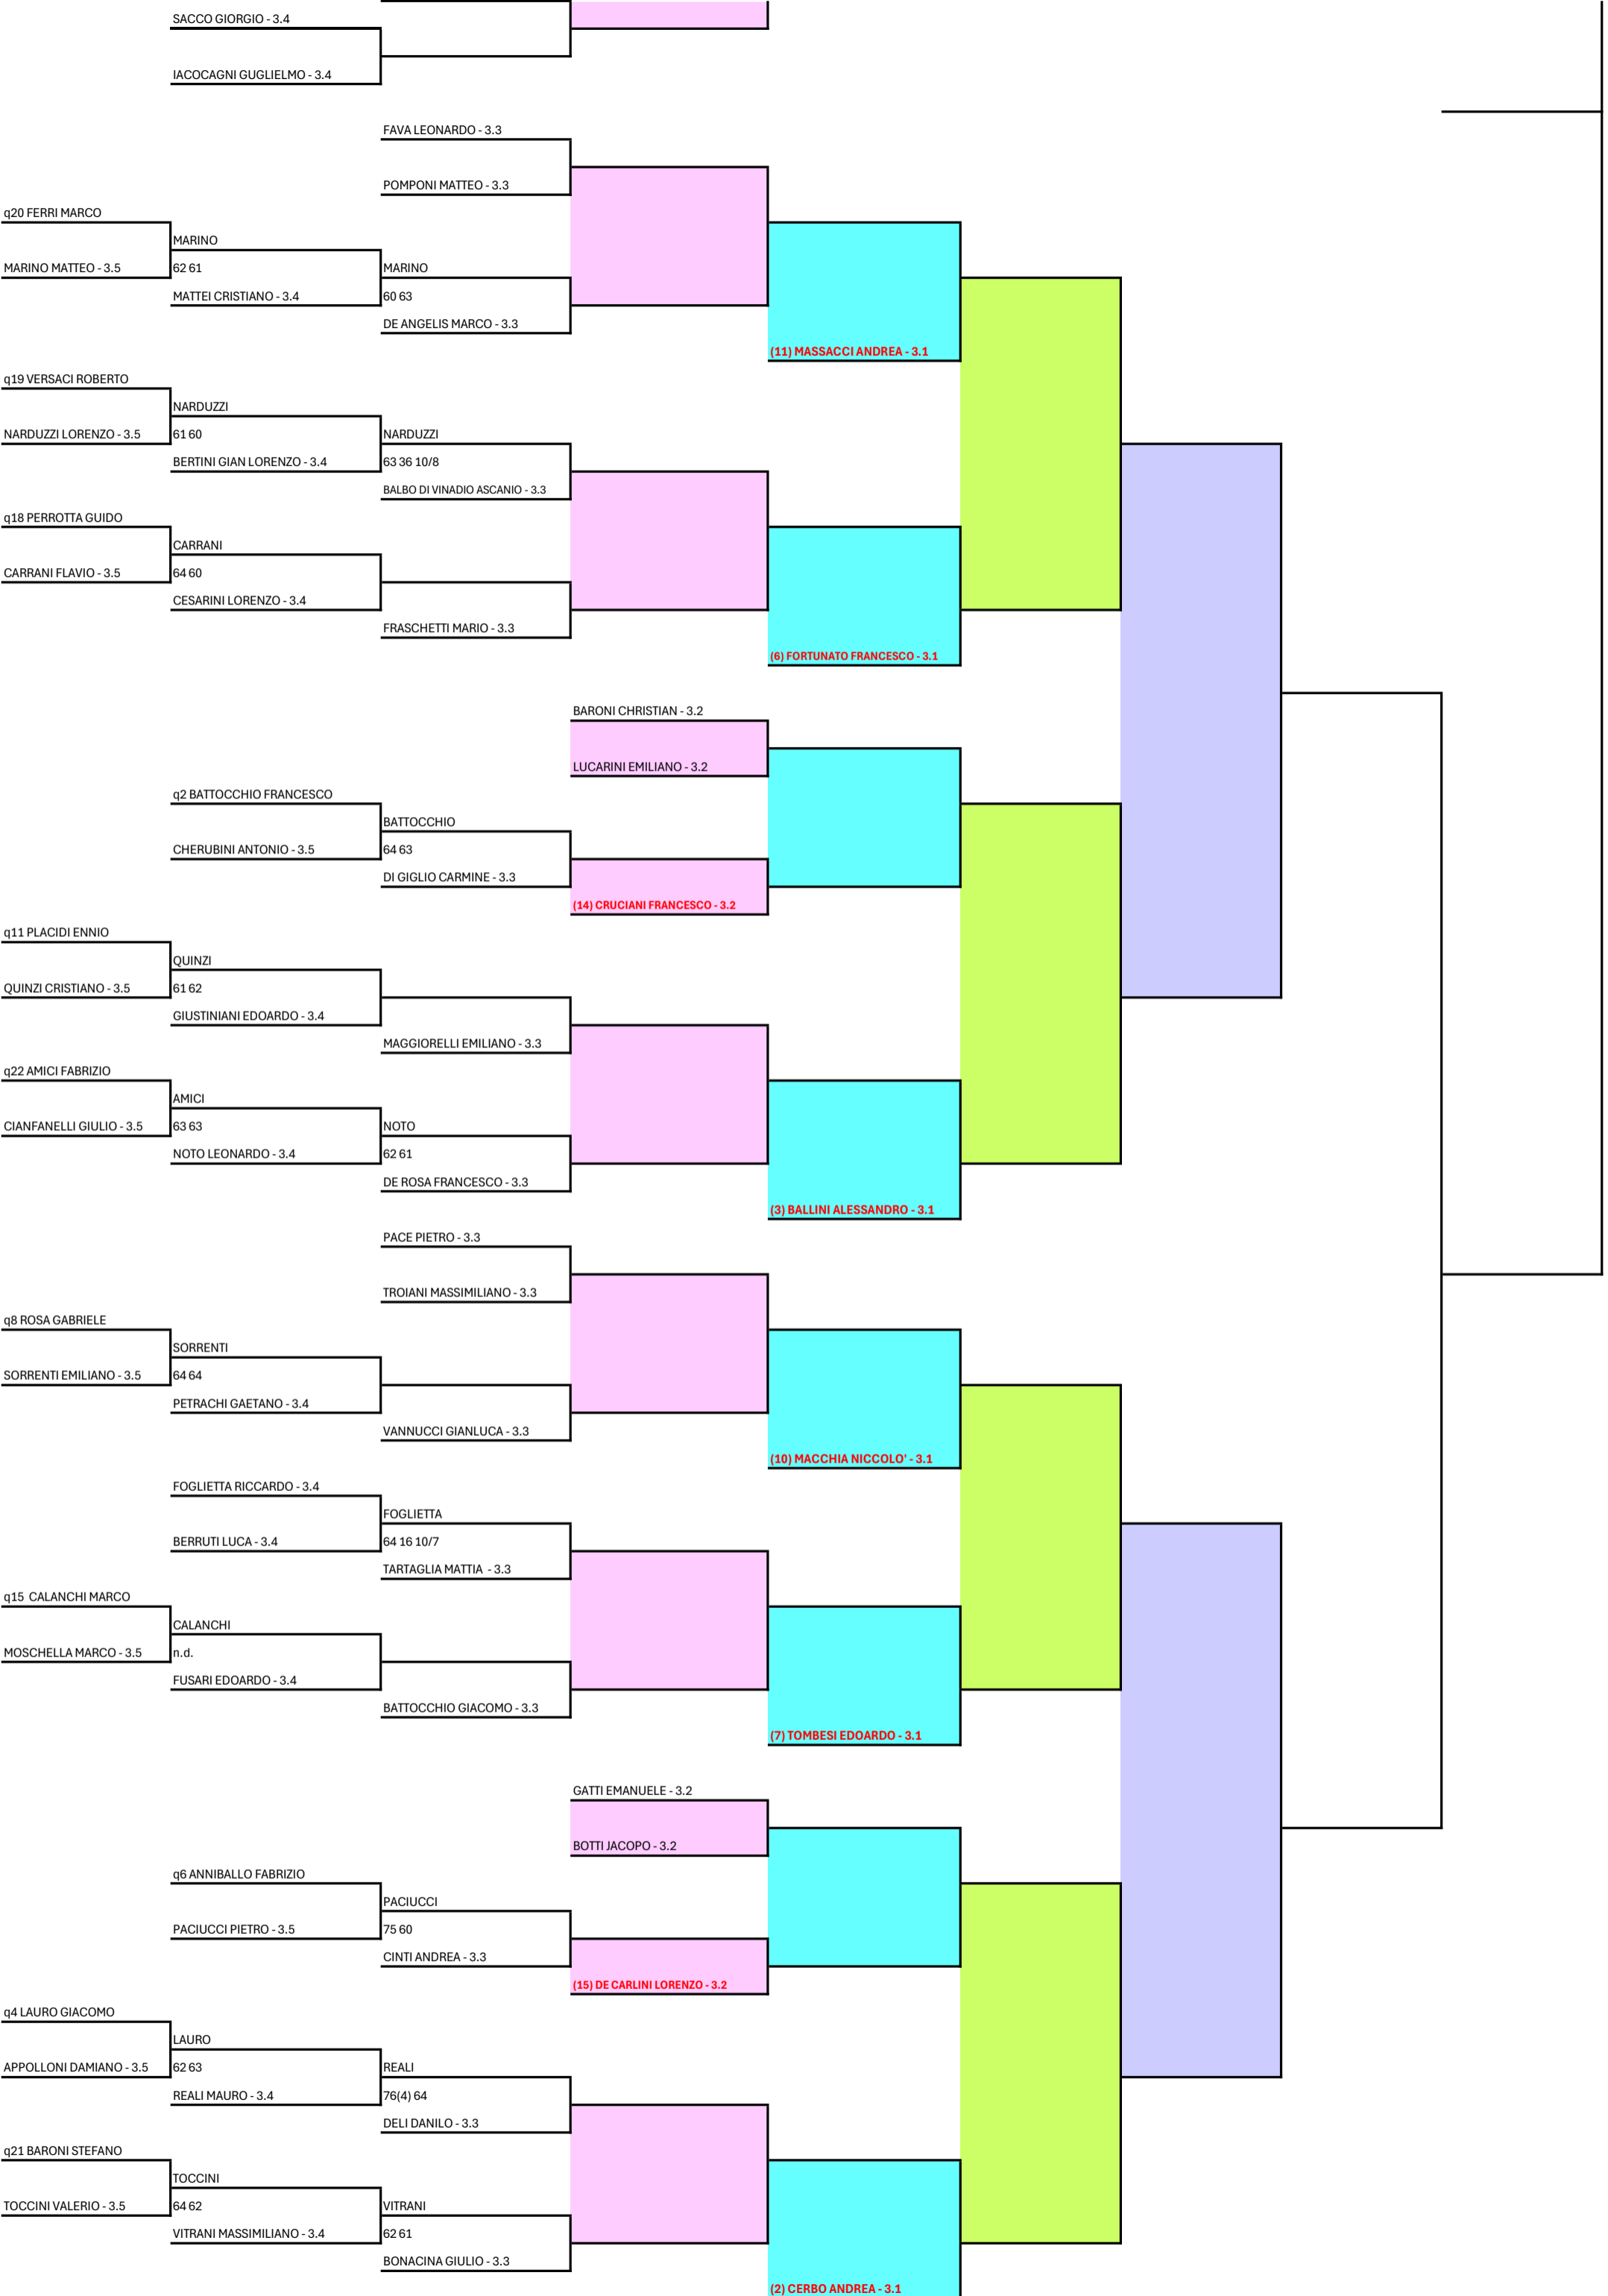 SACCO GIORGIO - 3.4
IACOCAGNI GUGLIELMO - 3.4
FAVA LEONARDO - 3.3
POMPONI MATTEO - 3.3
q20 FERRI MARCO
MARINO
MARINO MATTEO - 3.5
62 61
MARINO
MATTEI CRISTIANO - 3.4
60 63
DE ANGELIS MARCO - 3.3
(11) MASSACCI ANDREA - 3.1
q19 VERSACI ROBERTO
NARDUZZI
NARDUZZI LORENZO - 3.5
61 60
NARDUZZI
BERTINI GIAN LORENZO - 3.4
63 36 10/8
BALBO DI VINADIO ASCANIO - 3.3
q18 PERROTTA GUIDO
CARRANI
CARRANI FLAVIO - 3.5
64 60
CESARINI LORENZO - 3.4
FRASCHETTI MARIO - 3.3
(6) FORTUNATO FRANCESCO - 3.1
BARONI CHRISTIAN - 3.2
LUCARINI EMILIANO - 3.2
q2 BATTOCCHIO FRANCESCO
BATTOCCHIO
CHERUBINI ANTONIO - 3.5
64 63
DI GIGLIO CARMINE - 3.3
(14) CRUCIANI FRANCESCO - 3.2
q11 PLACIDI ENNIO
QUINZI
QUINZI CRISTIANO - 3.5
61 62
GIUSTINIANI EDOARDO - 3.4
MAGGIORELLI EMILIANO - 3.3
q22 AMICI FABRIZIO
AMICI
CIANFANELLI GIULIO - 3.5
63 63
NOTO
NOTO LEONARDO - 3.4
62 61
DE ROSA FRANCESCO - 3.3
(3) BALLINI ALESSANDRO - 3.1
PACE PIETRO - 3.3
TROIANI MASSIMILIANO - 3.3
q8 ROSA GABRIELE
SORRENTI
SORRENTI EMILIANO - 3.5
64 64
PETRACHI GAETANO - 3.4
VANNUCCI GIANLUCA - 3.3
(10) MACCHIA NICCOLO' - 3.1
FOGLIETTA RICCARDO - 3.4
FOGLIETTA
BERRUTI LUCA - 3.4
64 16 10/7
TARTAGLIA MATTIA  - 3.3
q15  CALANCHI MARCO
CALANCHI
MOSCHELLA MARCO - 3.5
n.d.
FUSARI EDOARDO - 3.4
BATTOCCHIO GIACOMO - 3.3
(7) TOMBESI EDOARDO - 3.1
GATTI EMANUELE - 3.2
BOTTI JACOPO - 3.2
q6 ANNIBALLO FABRIZIO
PACIUCCI
PACIUCCI PIETRO - 3.5
75 60
CINTI ANDREA - 3.3
(15) DE CARLINI LORENZO - 3.2
q4 LAURO GIACOMO
LAURO
APPOLLONI DAMIANO - 3.5
62 63
REALI
REALI MAURO - 3.4
76(4) 64
DELI DANILO - 3.3
q21 BARONI STEFANO
TOCCINI
TOCCINI VALERIO - 3.5
64 62
VITRANI
VITRANI MASSIMILIANO - 3.4
62 61
BONACINA GIULIO - 3.3
(2) CERBO ANDREA - 3.1